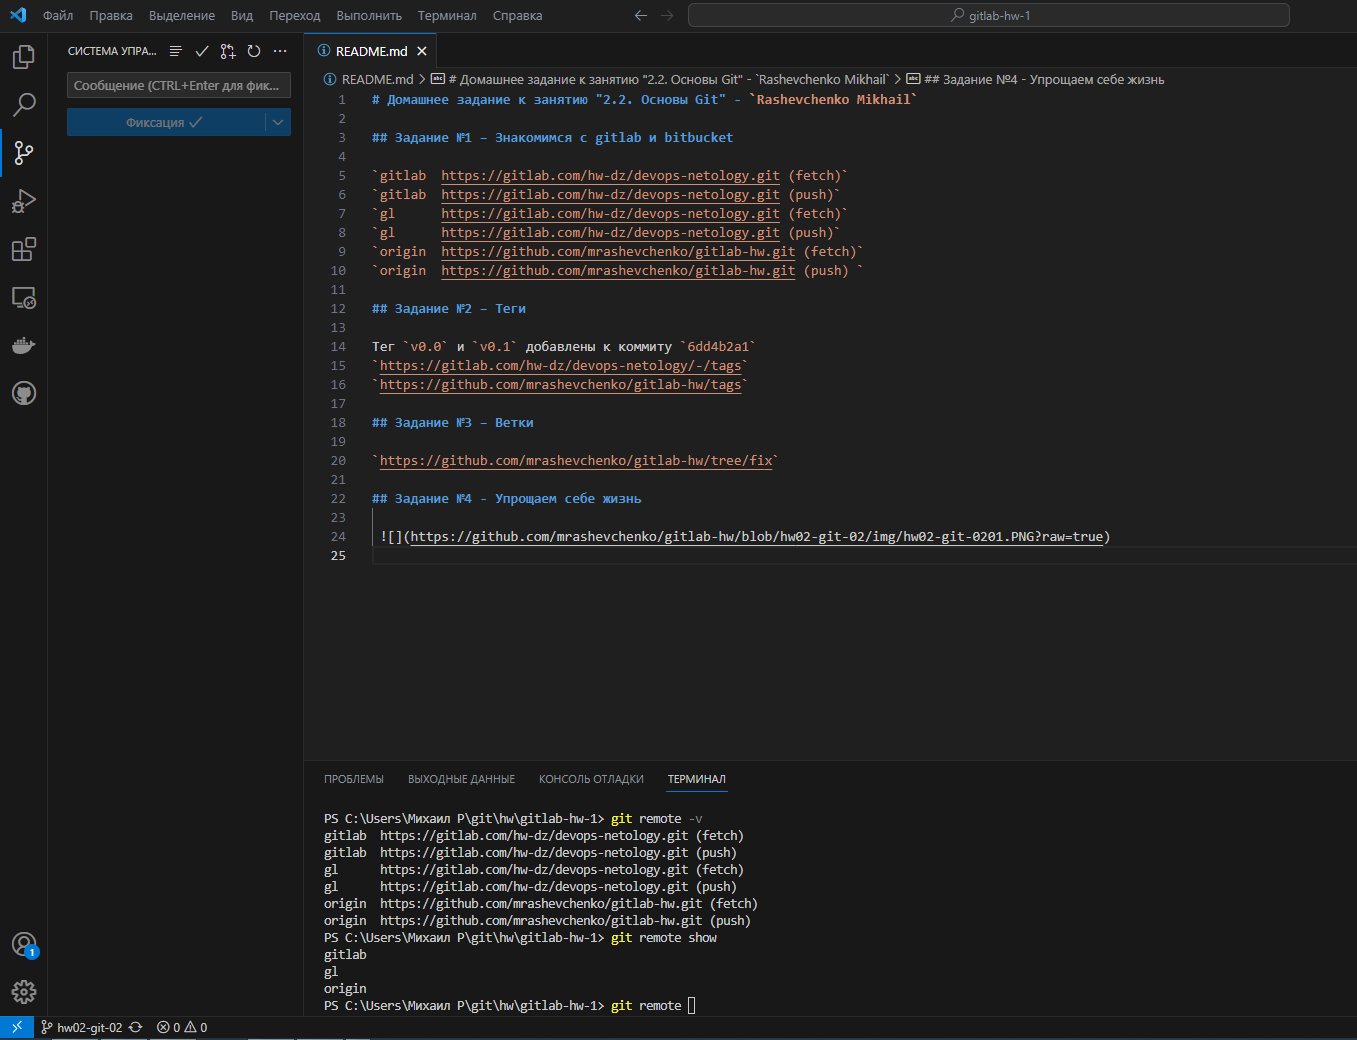 Файл Правка Выделение Вид Переход Выполнить Терминал Справка
gitlab-hw-1
СИСТЕМА УПРА...
Сообщение (CTRL+Enter для фик...
Фиксация
README.md
README.md > # Домашнее задание к занятию "2.2. Основы Git" - `Rashevchenko Mikhail` > ## Задание №4 - Упрощаем себе жизнь
1 # Домашнее задание к занятию "2.2. Основы Git" - `Rashevchenko Mikhail`
2
3 ## Задание №1 – Знакомимся с gitlab и bitbucket
4
5 `gitlab  https://gitlab.com/hw-dz/devops-netology.git (fetch)`
6 `gitlab  https://gitlab.com/hw-dz/devops-netology.git (push)`
7 `gl      https://gitlab.com/hw-dz/devops-netology.git (fetch)`
8 `gl      https://gitlab.com/hw-dz/devops-netology.git (push)`
9 `origin  https://github.com/mrashevchenko/gitlab-hw.git (fetch)`
10 `origin  https://github.com/mrashevchenko/gitlab-hw.git (push) `
11
12 ## Задание №2 – Теги
13
14 Тег `v0.0` и `v0.1` добавлены к коммиту `6dd4b2a1`
15 `https://gitlab.com/hw-dz/devops-netology/-/tags`
16 `https://github.com/mrashevchenko/gitlab-hw/tags`
17
18 ## Задание №3 – Ветки
19
20 `https://github.com/mrashevchenko/gitlab-hw/tree/fix`
21
22 ## Задание №4 - Упрощаем себе жизнь
23
24 ![](https://github.com/mrashevchenko/gitlab-hw/blob/hw02-git-02/img/hw02-git-0201.PNG?raw=true)
25
ПРОБЛЕМЫ ВЫХОДНЫЕ ДАННЫЕ КОНСОЛЬ ОТЛАДКИ ТЕРМИНАЛ
PS C:\Users\Михаил Р\git\hw\gitlab-hw-1> git remote -v
gitlab  https://gitlab.com/hw-dz/devops-netology.git (fetch)
gitlab  https://gitlab.com/hw-dz/devops-netology.git (push)
gl      https://gitlab.com/hw-dz/devops-netology.git (fetch)
gl      https://gitlab.com/hw-dz/devops-netology.git (push)
origin  https://github.com/mrashevchenko/gitlab-hw.git (fetch)
origin  https://github.com/mrashevchenko/gitlab-hw.git (push)
PS C:\Users\Михаил Р\git\hw\gitlab-hw-1> git remote show
gitlab
gl
origin
PS C:\Users\Михаил Р\git\hw\gitlab-hw-1> git remote
1
hw02-git-02 0 0